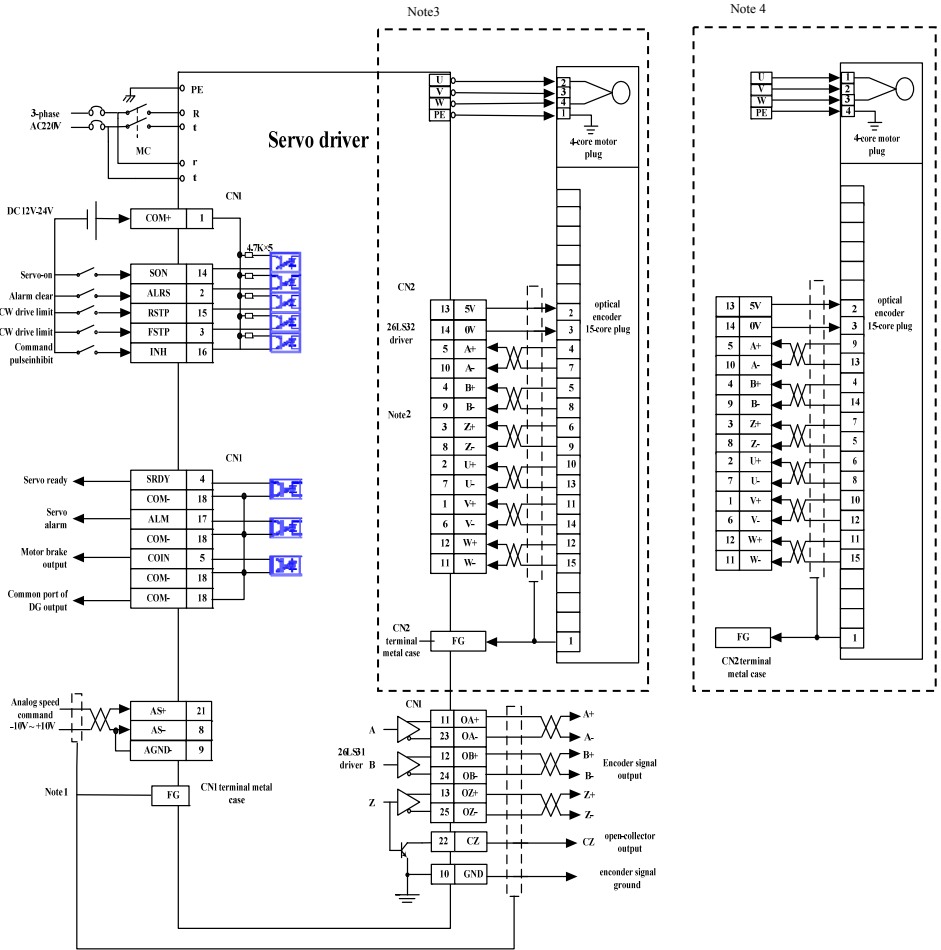 Note3
Note 4
Servo driver
3-phase
AC220V
MC
PE
R
t
r
t
CN1
DC 12V-24V
COM+ 1
4.7K×5
Servo-on SON 14
Alarm clear ALRS 2
CW drive limit RSTP 15
CW drive limit FSTP 3
Command
pulseinhibit
INH 16
CN1
Servo ready SRDY 4
COM- 18
Servo
alarm
ALM 17
COM- 18
Motor brake
output
COIN 5
COM- 18
Common port of
DG output
COM- 18
Analog speed
command
-10V~ +10V
AS+ 21
AS- 8
AGND- 9
Note1
FG
CN1 terminal metal
case
U 2
V 3
W 4
PE 1
4-core motor
plug
CN2
26LS32
driver
Note2
optical
encoder
15-core plug
13 5V 2
14 0V 3
5 A+ 4
10 A- 7
4 B+ 5
9 B- 8
3 Z+ 6
8 Z- 9
2 U+ 10
7 U- 13
1 V+ 11
6 V- 14
12 W+ 12
11 W- 15
CN2
terminal
metal case
FG 1
U 1
V 2
W 3
PE 4
4-core motor
plug
optical
encoder
15-core plug
13 5V 2
14 0V 3
5 A+ 9
10 A- 13
4 B+ 4
9 B- 14
3 Z+ 7
8 Z- 5
2 U+ 6
7 U- 8
1 V+ 10
6 V- 12
12 W+ 11
11 W- 15
FG 1
CN2 terminal
metal case
CN1
26LS31
driver
A
B
Z
11 OA+ A+
23 OA- A-
12 OB+ B+
24 OB- B-
13 OZ+ Z+
25 OZ- Z-
Encoder signal
output
22 CZ CZ
open-collector
output
10 GND
enconder signal
ground